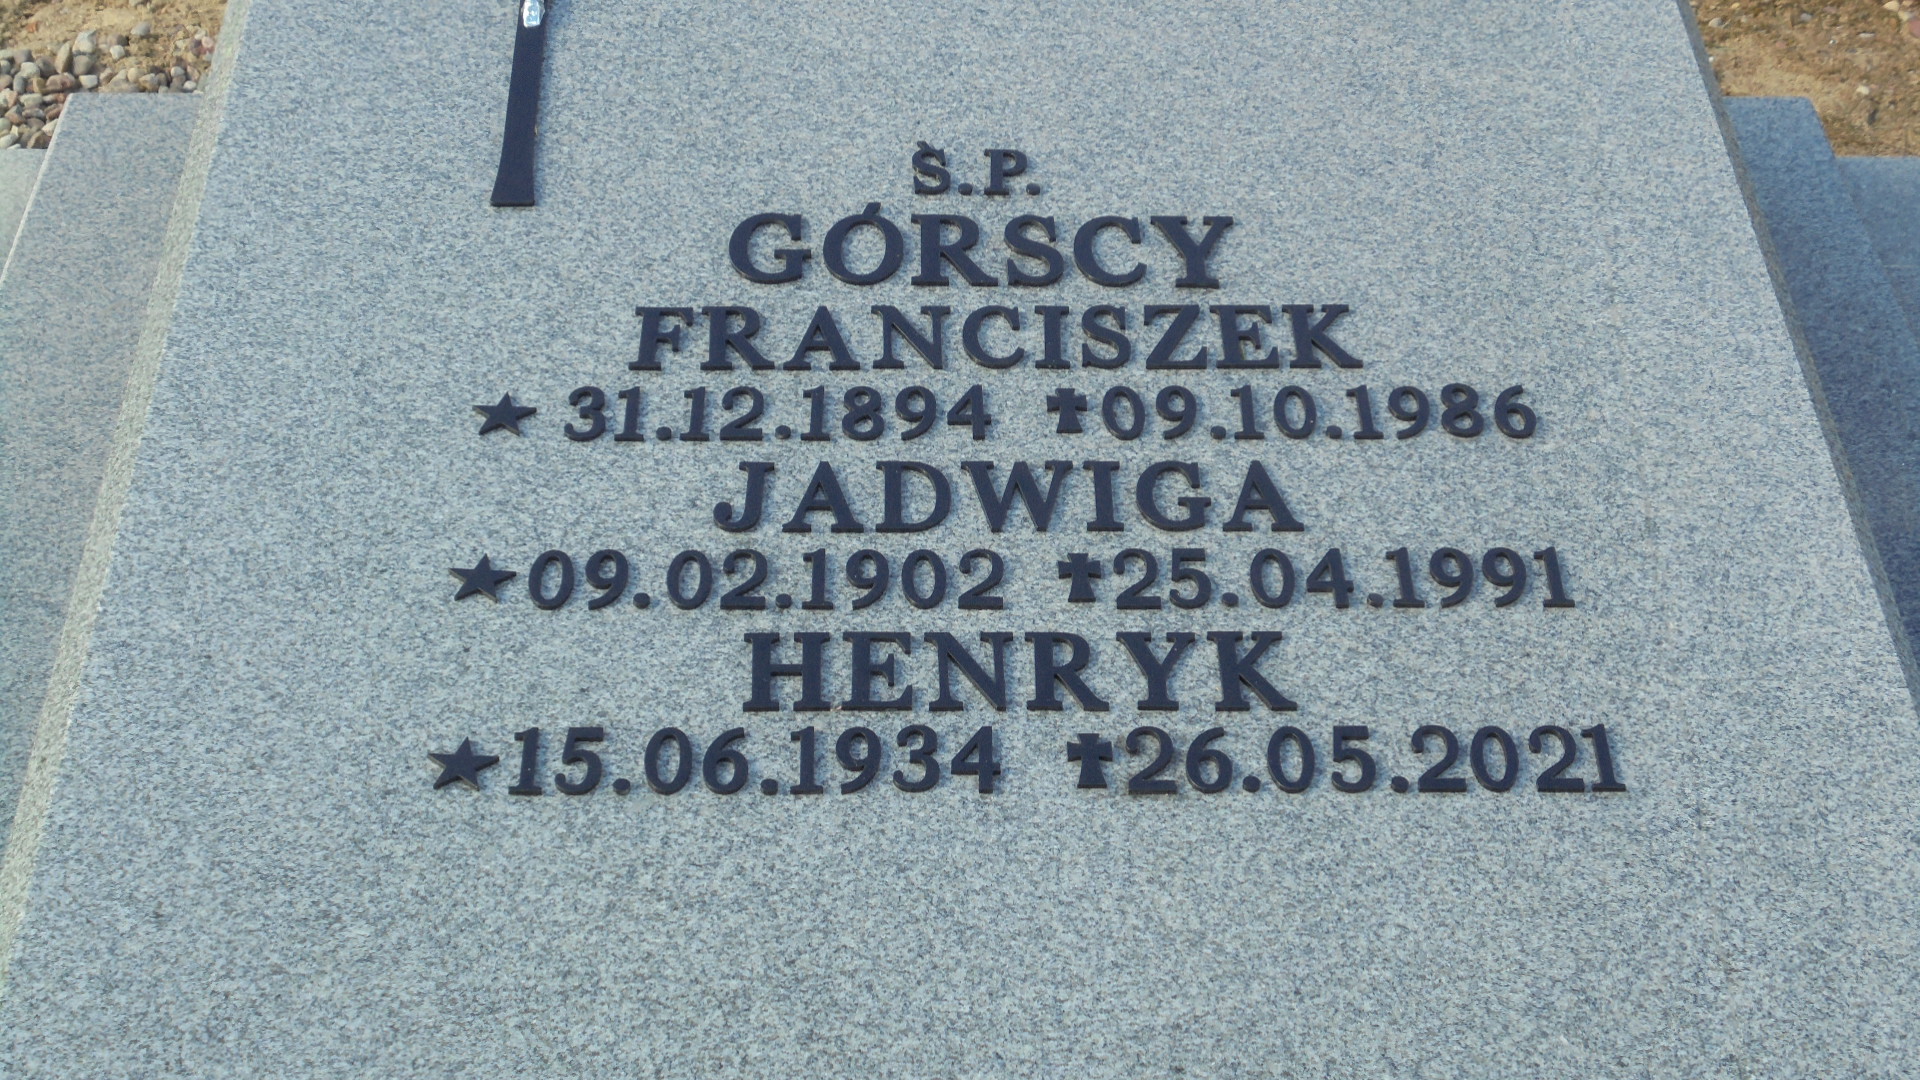 Ś.P.
GÓRSCY
FRANCISZEK
★ 31.12.1894 ✝09.10.1986
JADWIGA
★09.02.1902 ✝25.04.1991
HENRYK
★15.06.1934 ✝26.05.2021